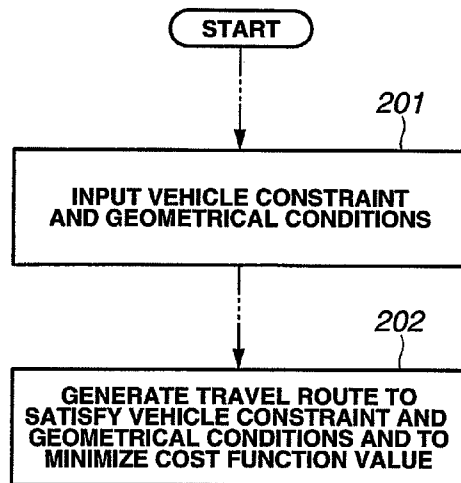 START
201
INPUT VEHICLE CONSTRAINT
AND GEOMETRICAL CONDITIONS
202
GENERATE TRAVEL ROUTE TO
SATISFY VEHICLE CONSTRAINT AND
GEOMETRICAL CONDITIONS AND TO
MINIMIZE COST FUNCTION VALUE